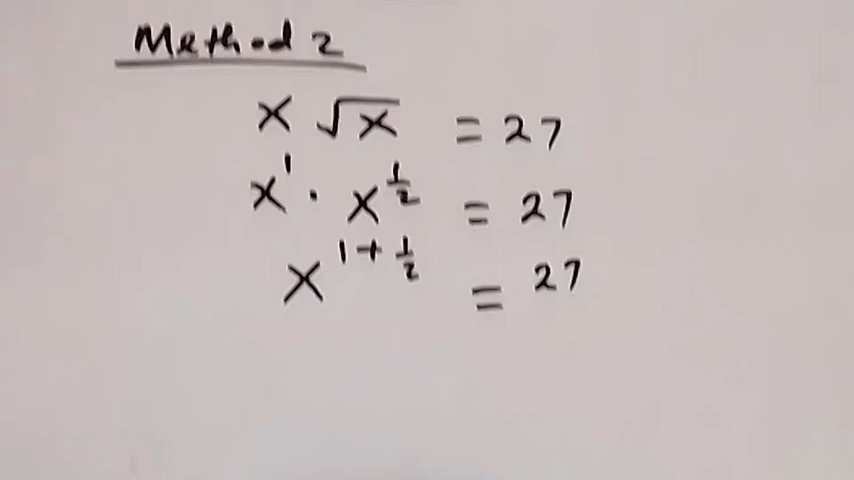 Method 2
x √x = 27
x¹ · x^½ = 27
x^(1+½) = 27